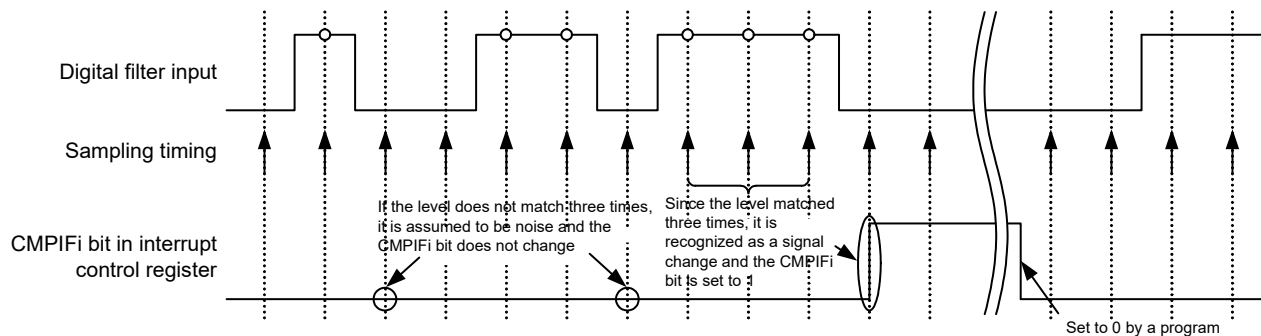 Digital filter input
Sampling timing
If the level does not match three times,
it is assumed to be noise and the
CMPIFi bit does not change
Since the level matched
three times, it is
recognized as a signal
change and the CMPIFi
bit is set to 1
CMPIFi bit in interrupt
control register
Set to 0 by a program